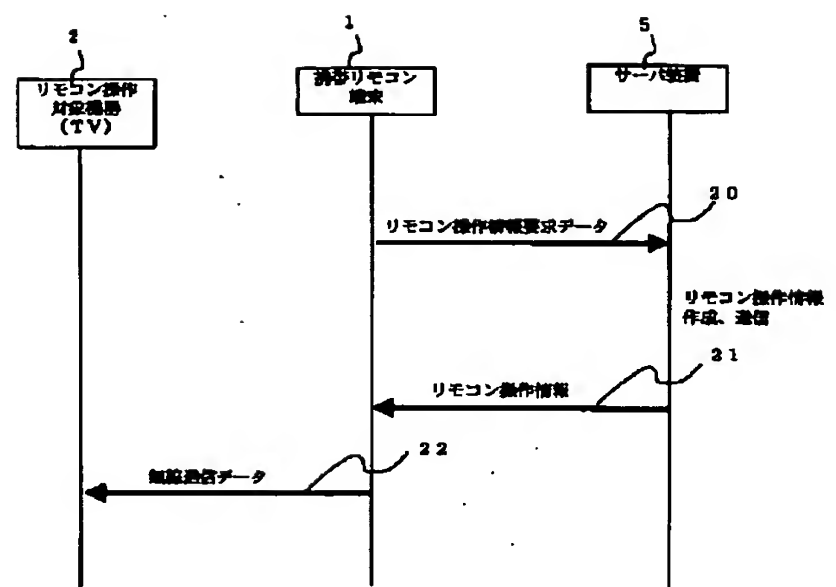 2
1
5
リモコン操作
対象機器
(TV)
携帯リモコン
端末
サーバ装置
20
リモコン操作情報要求データ
リモコン操作情報
作成、送信
21
リモコン操作情報
22
無線通信データ